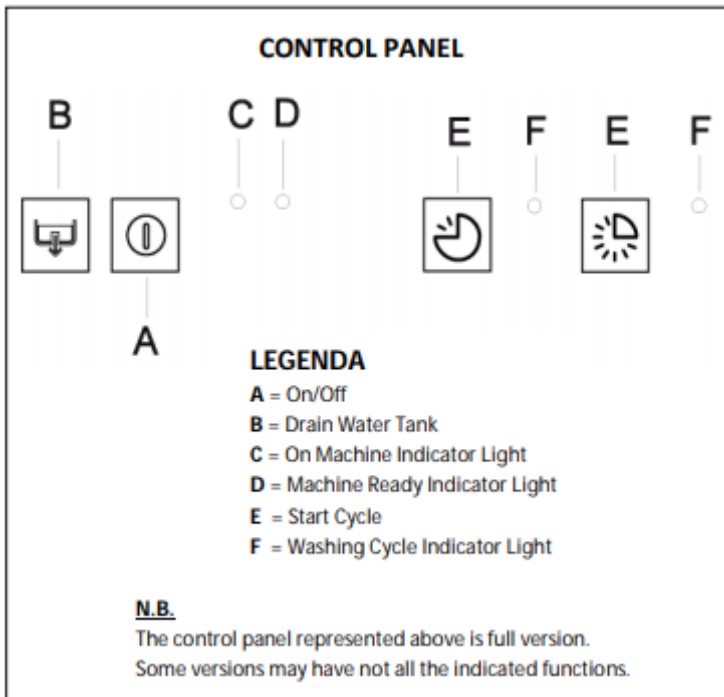 CONTROL PANEL
B C D E F E F
A
LEGENDA
A = On/Off
B = Drain Water Tank
C = On Machine Indicator Light
D = Machine Ready Indicator Light
E = Start Cycle
F = Washing Cycle Indicator Light
N.B.
The control panel represented above is full version.
Some versions may have not all the indicated functions.